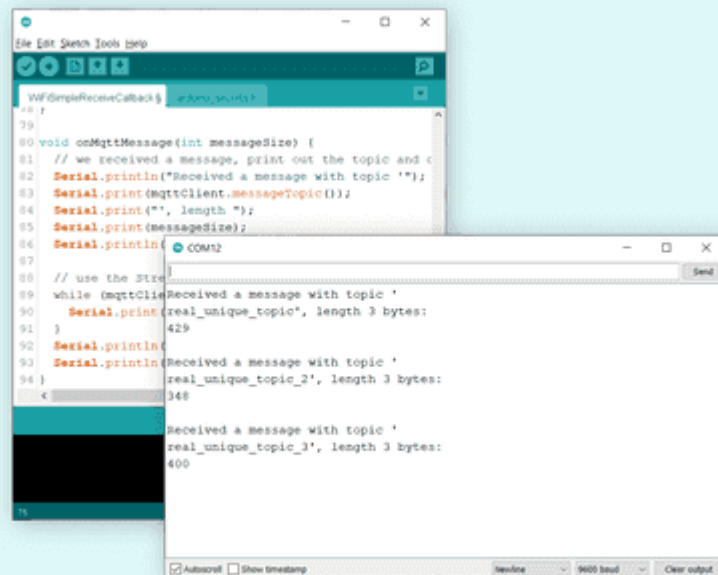 File Edit Sketch Tools Help
WiFiSimpleReceiveCallback §
79
80 void onMqttMessage(int messageSize) {
81 // we received a message, print out the topic and c
82 Serial.println("Received a message with topic '");
83 Serial.print(mqttClient.messageTopic());
84 Serial.print("', length ");
85 Serial.print(messageSize);
86 Serial.println(
87
88 // use the Stre
89 while (mqttClie
90 Serial.print(
91 }
92 Serial.println(
93 Serial.println(
94 }
75
COM12
Send
Received a message with topic '
real_unique_topic', length 3 bytes:
429
Received a message with topic '
real_unique_topic_2', length 3 bytes:
348
Received a message with topic '
real_unique_topic_3', length 3 bytes:
400
Autoscroll Show timestamp Newline 9600 baud Clear output